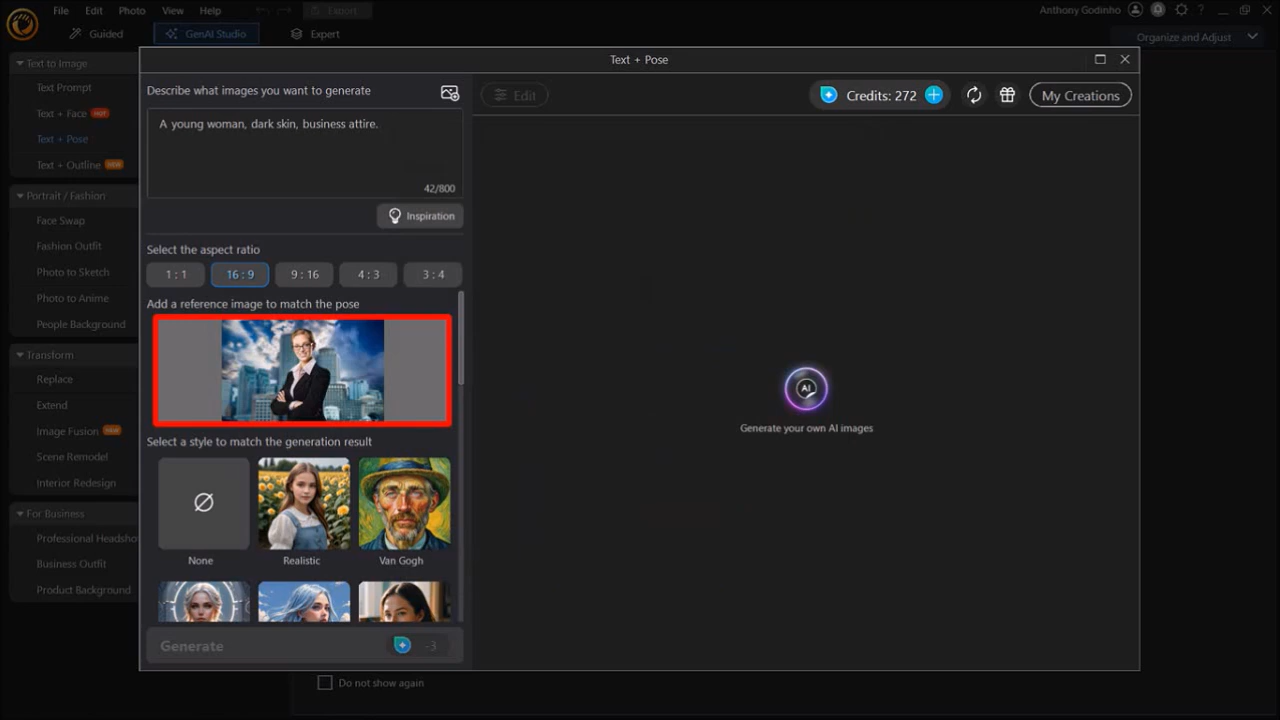 File Edit Photo View Help Export
Anthony Godinho ?
Guided GenAI Studio Expert
Organize and Adjust
Text to Image
Text Prompt
Text + Face Hot
Text + Pose
Text + Outline NEW
Portrait / Fashion
Face Swap
Fashion Outfit
Photo to Sketch
Photo to Anime
People Background
Transform
Replace
Extend
Image Fusion NEW
Scene Remodel
Interior Redesign
For Business
Professional Headsho
Business Outfit
Product Background
Text + Pose
Describe what images you want to generate
A young woman, dark skin, business attire.
42/800
Inspiration
Select the aspect ratio
1 : 1 16 : 9 9 : 16 4 : 3 3 : 4
Add a reference image to match the pose
Select a style to match the generation result
None Realistic Van Gogh
Generate -3
Edit
Credits: 272
My Creations
AI
Generate your own AI images
Do not show again